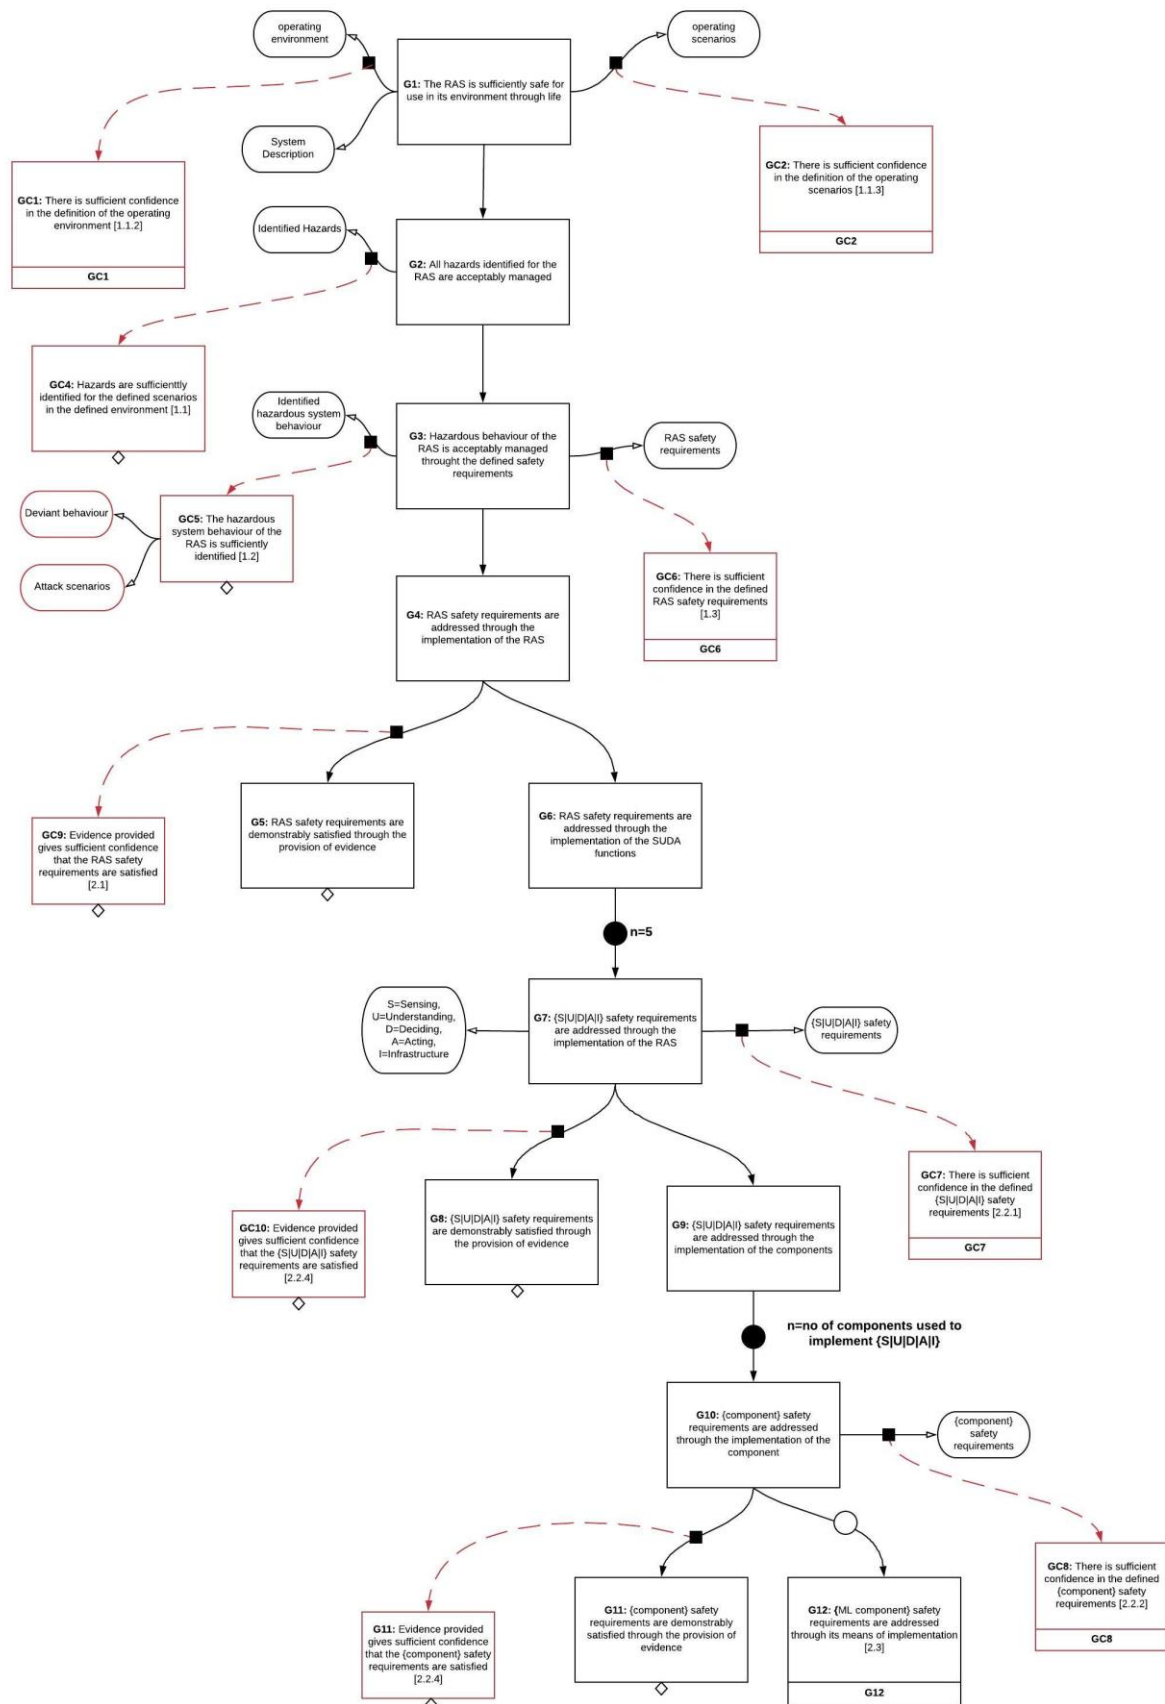 operating
environment
operating
scenarios
G1: The RAS is sufficiently safe for
use in its environment through life
System
Description
GC1: There is sufficient confidence
in the definition of the operating
environment [1.1.2]
GC1
GC2: There is sufficient confidence
in the definition of the operating
scenarios [1.1.3]
GC2
Identified Hazards
G2: All hazards identified for the
RAS are acceptably managed
GC4: Hazards are sufficienttly
identified for the defined scenarios
in the defined environment [1.1]
Identified
hazardous system
behaviour
G3: Hazardous behaviour of the
RAS is acceptably managed
throught the defined safety
requirements
RAS safety
requirements
Deviant behaviour
Attack scenarios
GC5: The hazardous
system behaviour of the
RAS is sufficiently
identified [1.2]
GC6: There is sufficient
confidence in the defined
RAS safety requirements
[1.3]
GC6
G4: RAS safety requirements are
addressed through the
implementation of the RAS
GC9: Evidence provided
gives sufficient confidence
that the RAS safety
requirements are satisfied
[2.1]
G5: RAS safety requirements are
demonstrably satisfied through the
provision of evidence
G6: RAS safety requirements are
addressed through the
implementation of the SUDA
functions
n=5
S=Sensing,
U=Understanding,
D=Deciding,
A=Acting,
I=Infrastructure
G7: {S|U|D|A|I} safety requirements
are addressed through the
implementation of the RAS
{S|U|D|A|I} safety
requirements
GC10: Evidence provided
gives sufficient confidence
that the {S|U|D|A|I} safety
requirements are satisfied
[2.2.4]
G8: {S|U|D|A|I} safety requirements
are demonstrably satisfied through
the provision of evidence
G9: {S|U|D|A|I} safety requirements
are addressed through the
implementation of the components
GC7: There is sufficient
confidence in the defined
{S|U|D|A|I} safety
requirements [2.2.1]
GC7
n=no of components used to
implement {S|U|D|A|I}
G10: {component} safety
requirements are addressed
through the implementation of the
component
{component}
safety
requirements
G11: Evidence provided
gives sufficient confidence
that the {component} safety
requirements are satisfied
[2.2.4]
G11: {component} safety
requirements are demonstrably
satisfied through the provision of
evidence
G12: {ML component} safety
requirements are addressed
through its means of implementation
[2.3]
G12
GC8: There is sufficient
confidence in the defined
{component} safety
requirements [2.2.2]
GC8